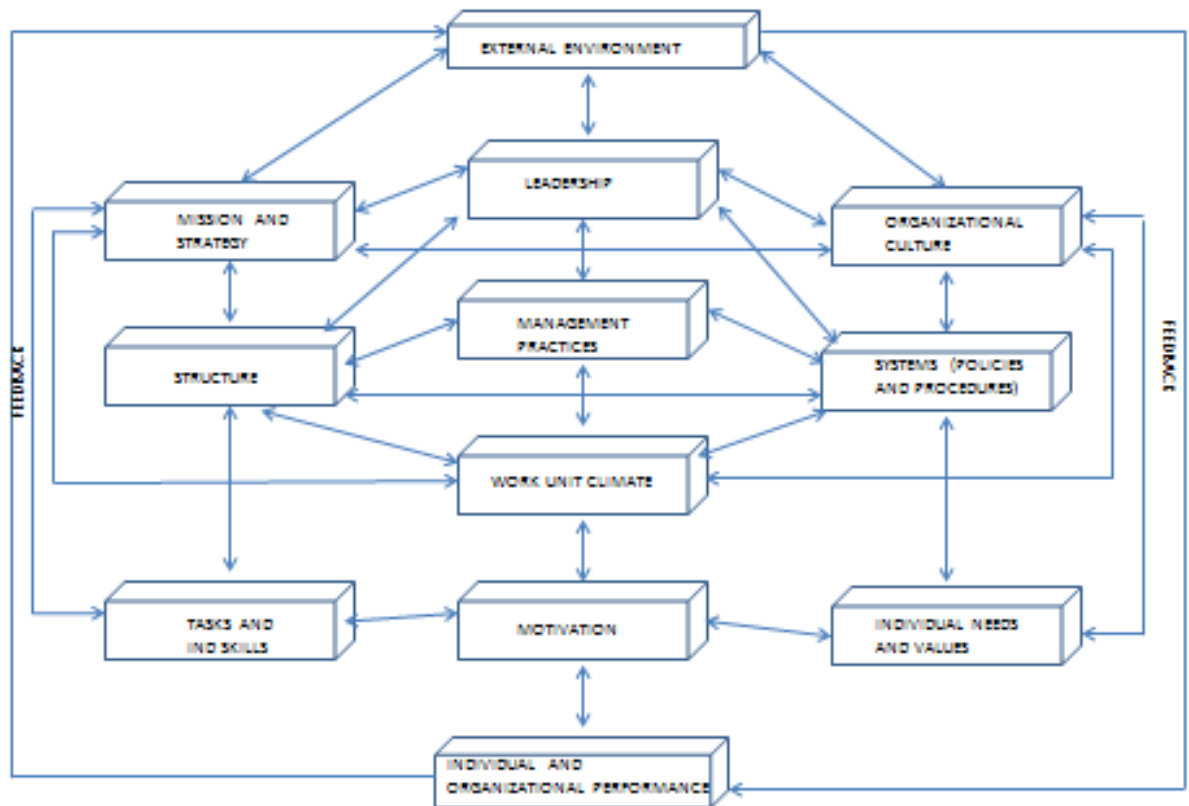 EXTERNAL ENVIRONMENT
LEADERSHIP
MISSION AND
STRATEGY
ORGANIZATIONAL
CULTURE
MANAGEMENT
PRACTICES
STRUCTURE
SYSTEMS (POLICIES
AND PROCEDURES)
FEEDBACK
FEEDBACK
WORK UNIT CLIMATE
TASKS AND
IND SKILLS
MOTIVATION
INDIVIDUAL NEEDS
AND VALUES
INDIVIDUAL AND
ORGANIZATIONAL PERFORMANCE